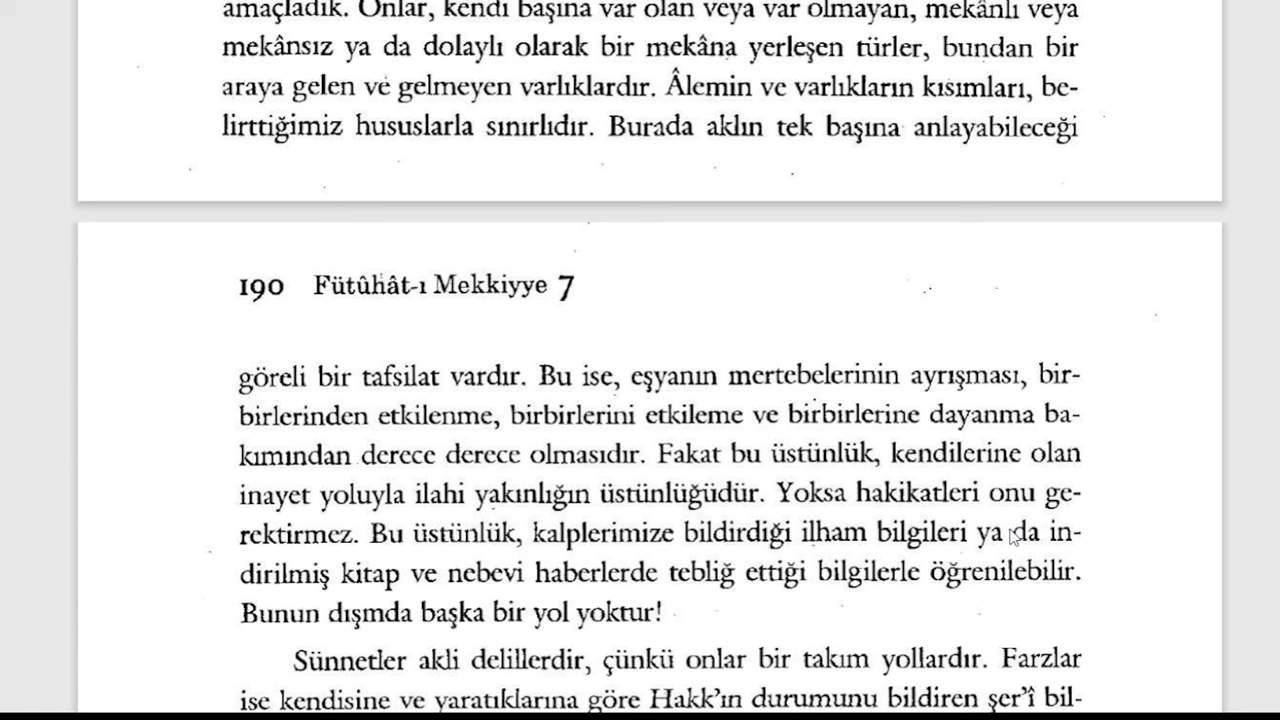 amaçladık. Onlar, kendi başına var olan veya var olmayan, mekânlı veya
mekânsız ya da dolaylı olarak bir mekâna yerleşen türler, bundan bir
araya gelen ve gelmeyen varlıklardır. Âlemin ve varlıkların kısımları, be-
lirttiğimiz hususlarla sınırlıdır. Burada aklın tek başına anlayabileceği
190 Fütûhât-ı Mekkiyye 7
göreli bir tafsilat vardır. Bu ise, eşyanın mertebelerinin ayrışması, bir-
birlerinden etkilenme, birbirlerini etkileme ve birbirlerine dayanma ba-
kımından derece derece olmasıdır. Fakat bu üstünlük, kendilerine olan
inayet yoluyla ilahi yakınlığın üstünlüğüdür. Yoksa hakikatleri onu ge-
rektirmez. Bu üstünlük, kalplerimize bildirdiği ilham bilgileri ya da in-
dirilmiş kitap ve nebevi haberlerde tebliğ ettiği bilgilerle öğrenilebilir.
Bunun dışmda başka bir yol yoktur!
Sünnetler akli delillerdir, çünkü onlar bir takım yollardır. Farzlar
ise kendisine ve yaratıklarına göre Hakk'ın durumunu bildiren şer'î bil-